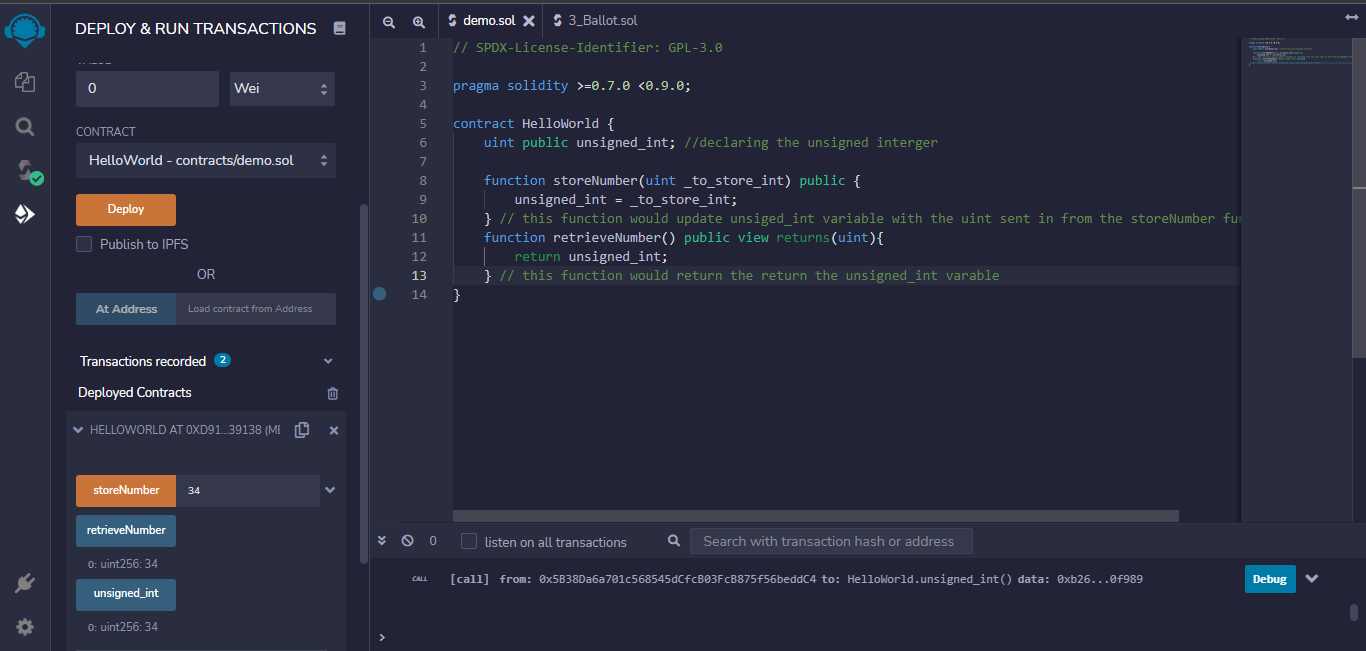 DEPLOY & RUN TRANSACTIONS
0
Wei
CONTRACT
HelloWorld - contracts/demo.sol
Deploy
Publish to IPFS
OR
At Address
Load contract from Address
Transactions recorded 2
Deployed Contracts
HELLOWORLD AT 0XD91...39138 (ME
storeNumber 34
retrieveNumber
0: uint256: 34
unsigned_int
0: uint256: 34
demo.sol
3_Ballot.sol
1 // SPDX-License-Identifier: GPL-3.0
2
3 pragma solidity >=0.7.0 <0.9.0;
4
5 contract HelloWorld {
6 uint public unsigned_int; //declaring the unsigned interger
7
8 function storeNumber(uint _to_store_int) public {
9 unsigned_int = _to_store_int;
10 } // this function would update unsiged_int variable with the uint sent in from the storeNumber fu
11 function retrieveNumber() public view returns(uint){
12 return unsigned_int;
13 } // this function would return the return the unsigned_int varable
14 }
0
listen on all transactions
Search with transaction hash or address
CALL [call] from: 0x5B38Da6a701c568545dCfcB03FcB875f56beddC4 to: HelloWorld.unsigned_int() data: 0xb26...0f989
Debug
>